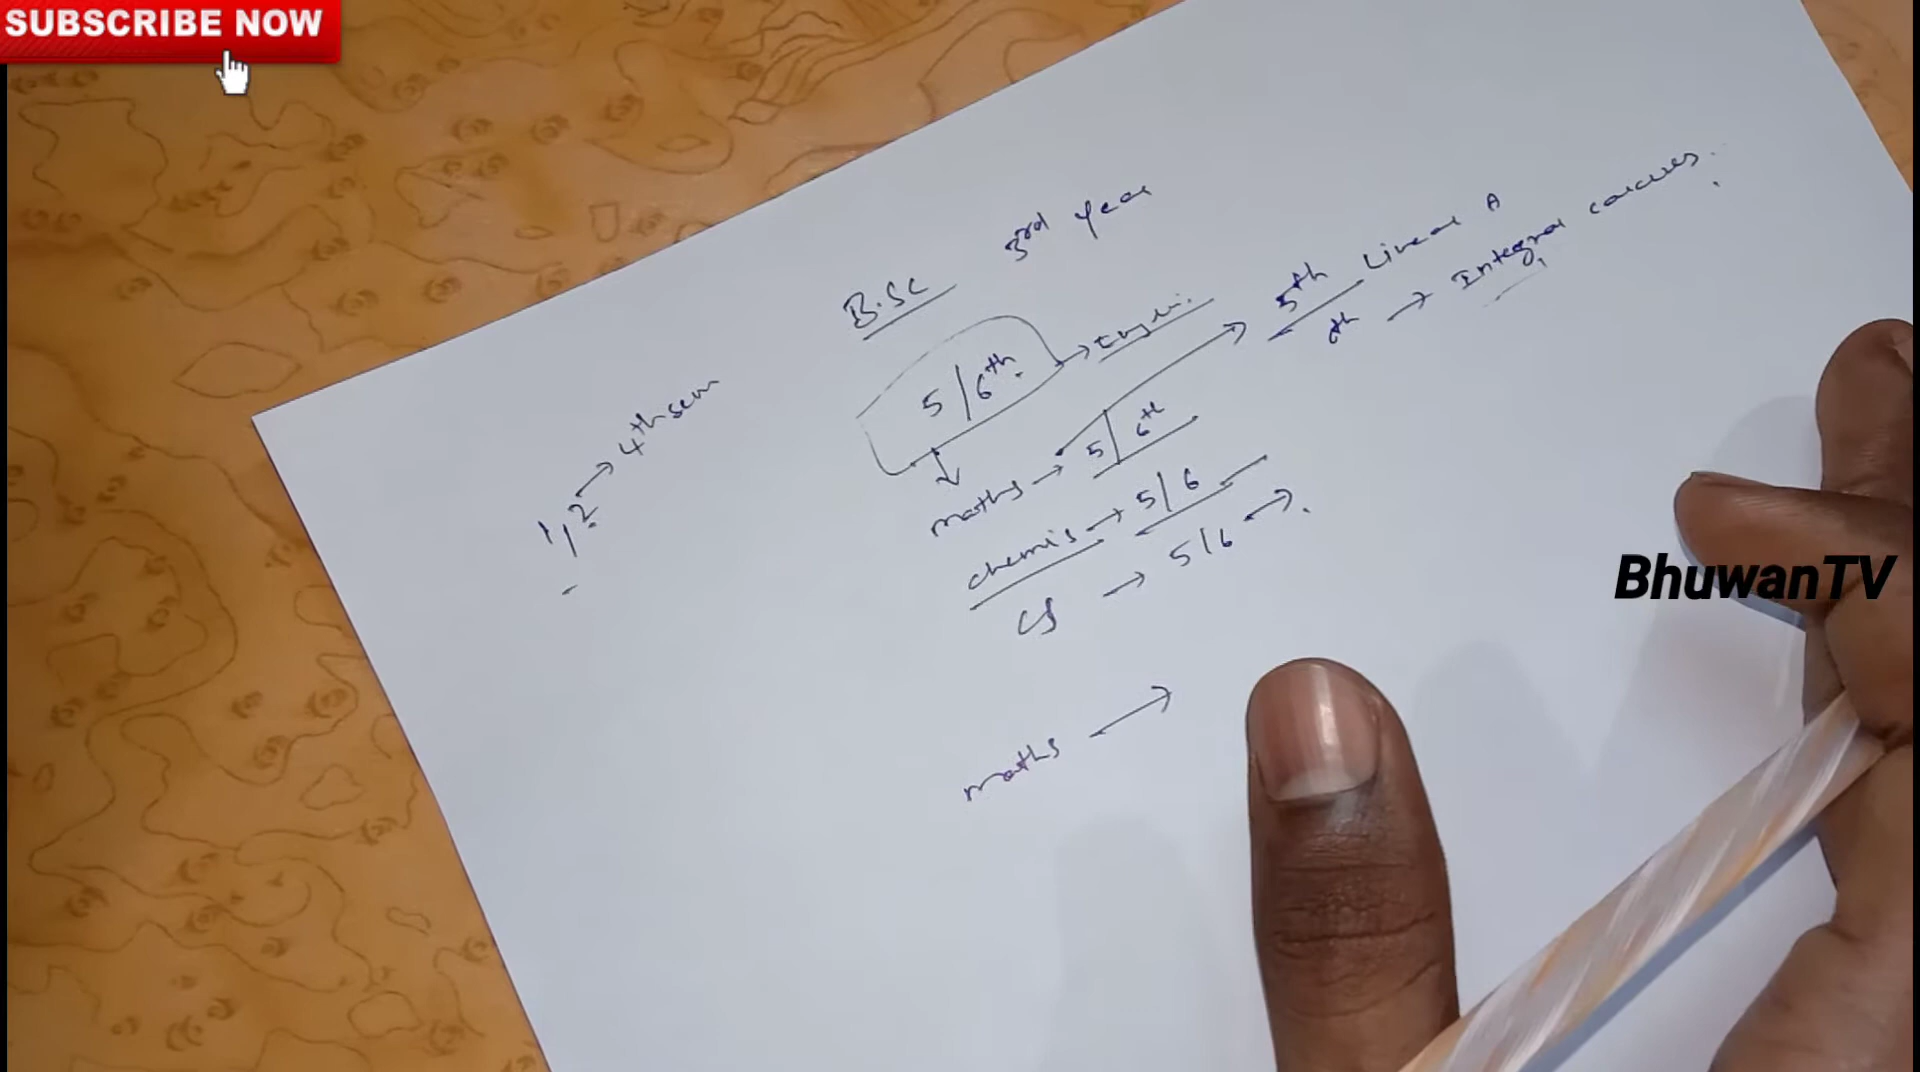 SUBSCRIBE NOW
B.Sc 3rd Year
5/6th →
1,2 → 4th sem
maths → 5/6th → 5th Linear A
6th → Integral calcules.
chemis → 5/6
CS → 5/6 →
maths →
BhuwanTV